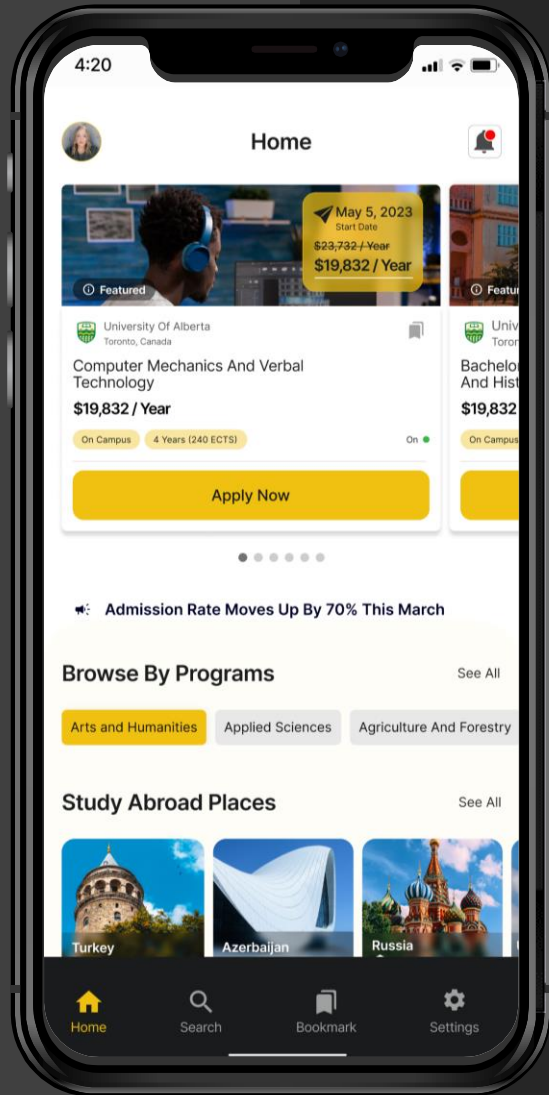 4:20
Home
May 5, 2023
Start Date
$23,732 / Year
$19,832 / Year
Featured
University Of Alberta
Toronto, Canada
Computer Mechanics And Verbal
Technology
$19,832 / Year
On Campus
4 Years (240 ECTS)
On
Apply Now
Featur
Univ
Toron
Bachelor
And Hist
$19,832
On Campus
Admission Rate Moves Up By 70% This March
Browse By Programs
See All
Arts and Humanities
Applied Sciences
Agriculture And Forestry
Study Abroad Places
See All
Turkey
Azerbaijan
Russia
Home
Search
Bookmark
Settings